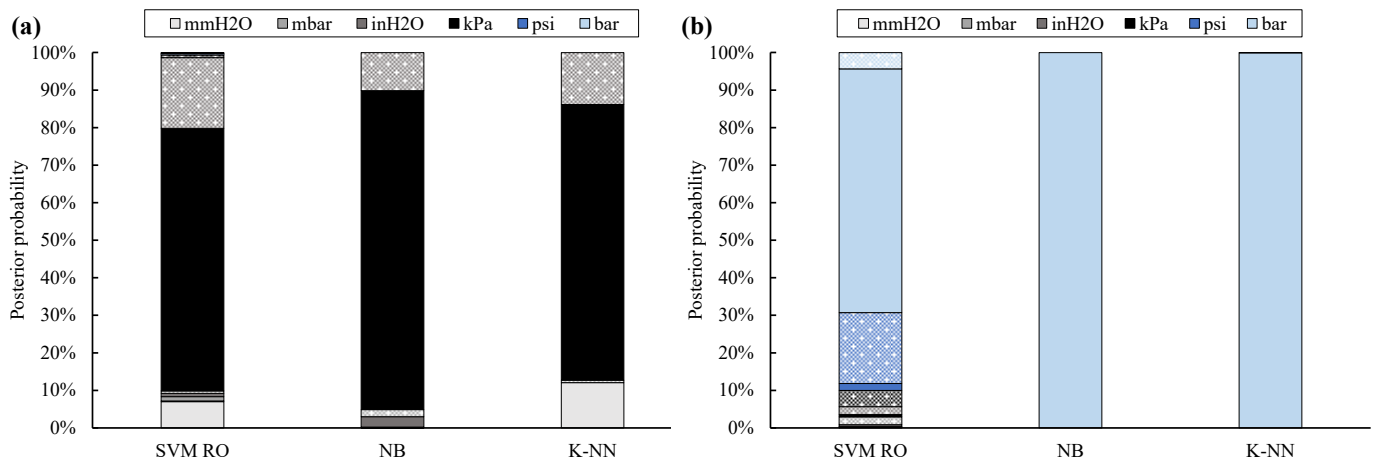 (a)
mmH2O mbar inH2O kPa psi bar
Posterior probability
100%
90%
80%
70%
60%
50%
40%
30%
20%
10%
0%
SVM RO NB K-NN
(b)
mmH2O mbar inH2O kPa psi bar
Posterior probability
100%
90%
80%
70%
60%
50%
40%
30%
20%
10%
0%
SVM RO NB K-NN